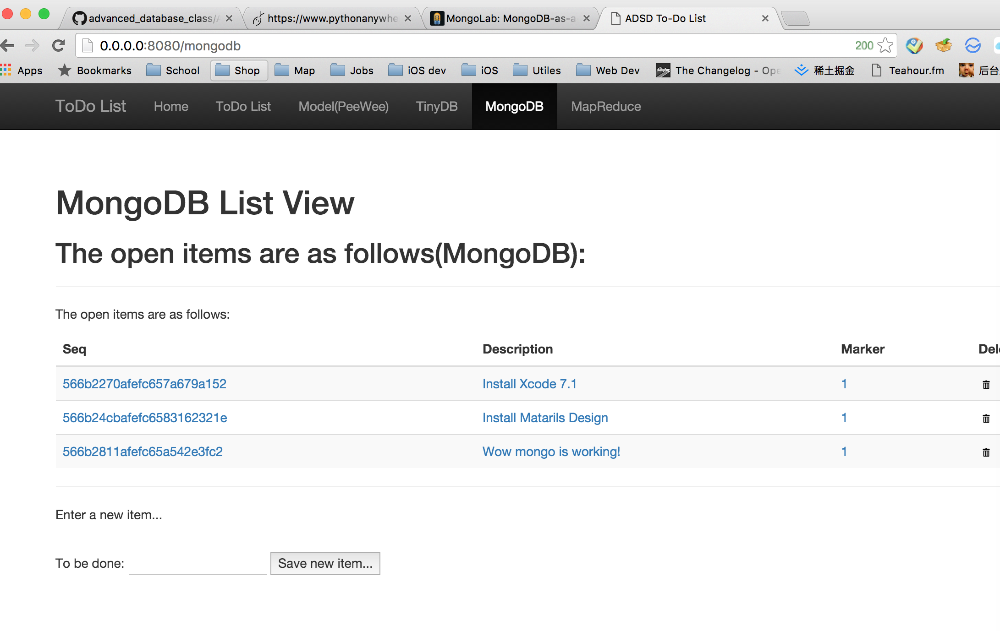 advanced_database_class/ https://www.pythonanywhe MongoLab: MongoDB-as-a ADSD To-Do List
0.0.0.0:8080/mongodb 200
Apps Bookmarks School Shop Map Jobs iOS dev iOS Utiles Web Dev The Changelog - Ope 稀土掘金 Teahour.fm 后台
ToDo List Home ToDo List Model(PeeWee) TinyDB MongoDB MapReduce
MongoDB List View
The open items are as follows(MongoDB):
The open items are as follows:
Seq Description Marker Del
566b2270afefc657a679a152 Install Xcode 7.1 1
566b24cbafefc6583162321e Install Matarils Design 1
566b2811afefc65a542e3fc2 Wow mongo is working! 1
Enter a new item...
To be done: Save new item...